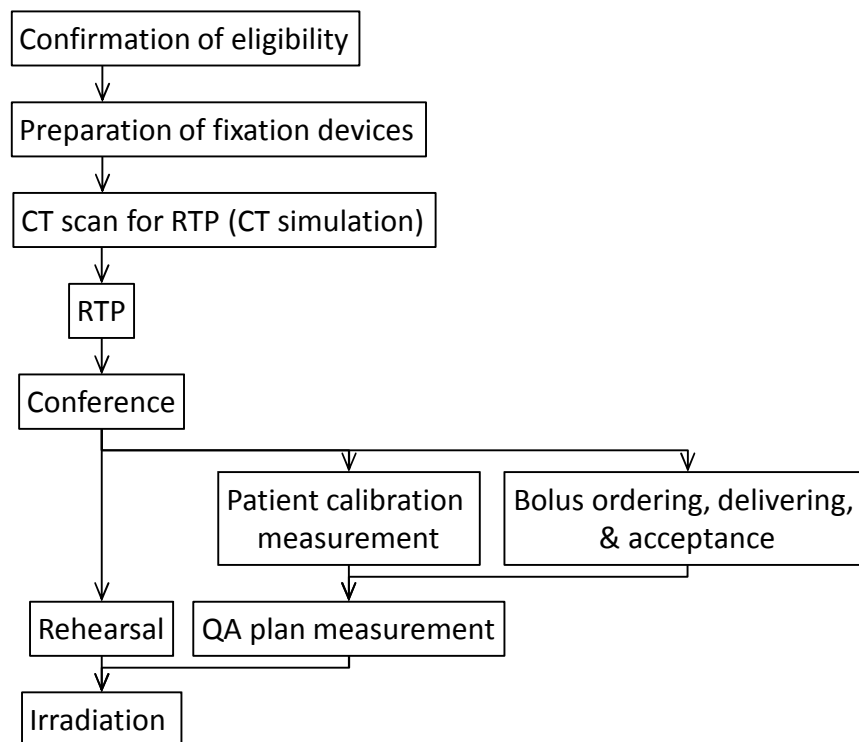 Confirmation of eligibility
Preparation of fixation devices
CT scan for RTP (CT simulation)
RTP
Conference
Patient calibration
measurement
Bolus ordering, delivering,
& acceptance
Rehearsal
QA plan measurement
Irradiation